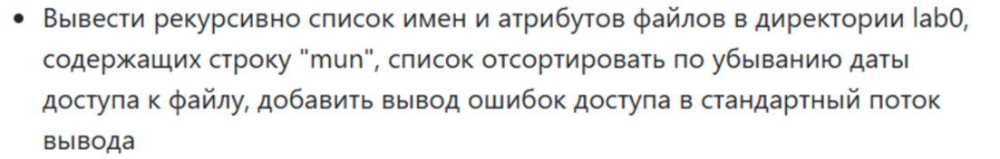 • Вывести рекурсивно список имен и атрибутов файлов в директории lab0,
содержащих строку "mun", список отсортировать по убыванию даты
доступа к файлу, добавить вывод ошибок доступа в стандартный поток
вывода